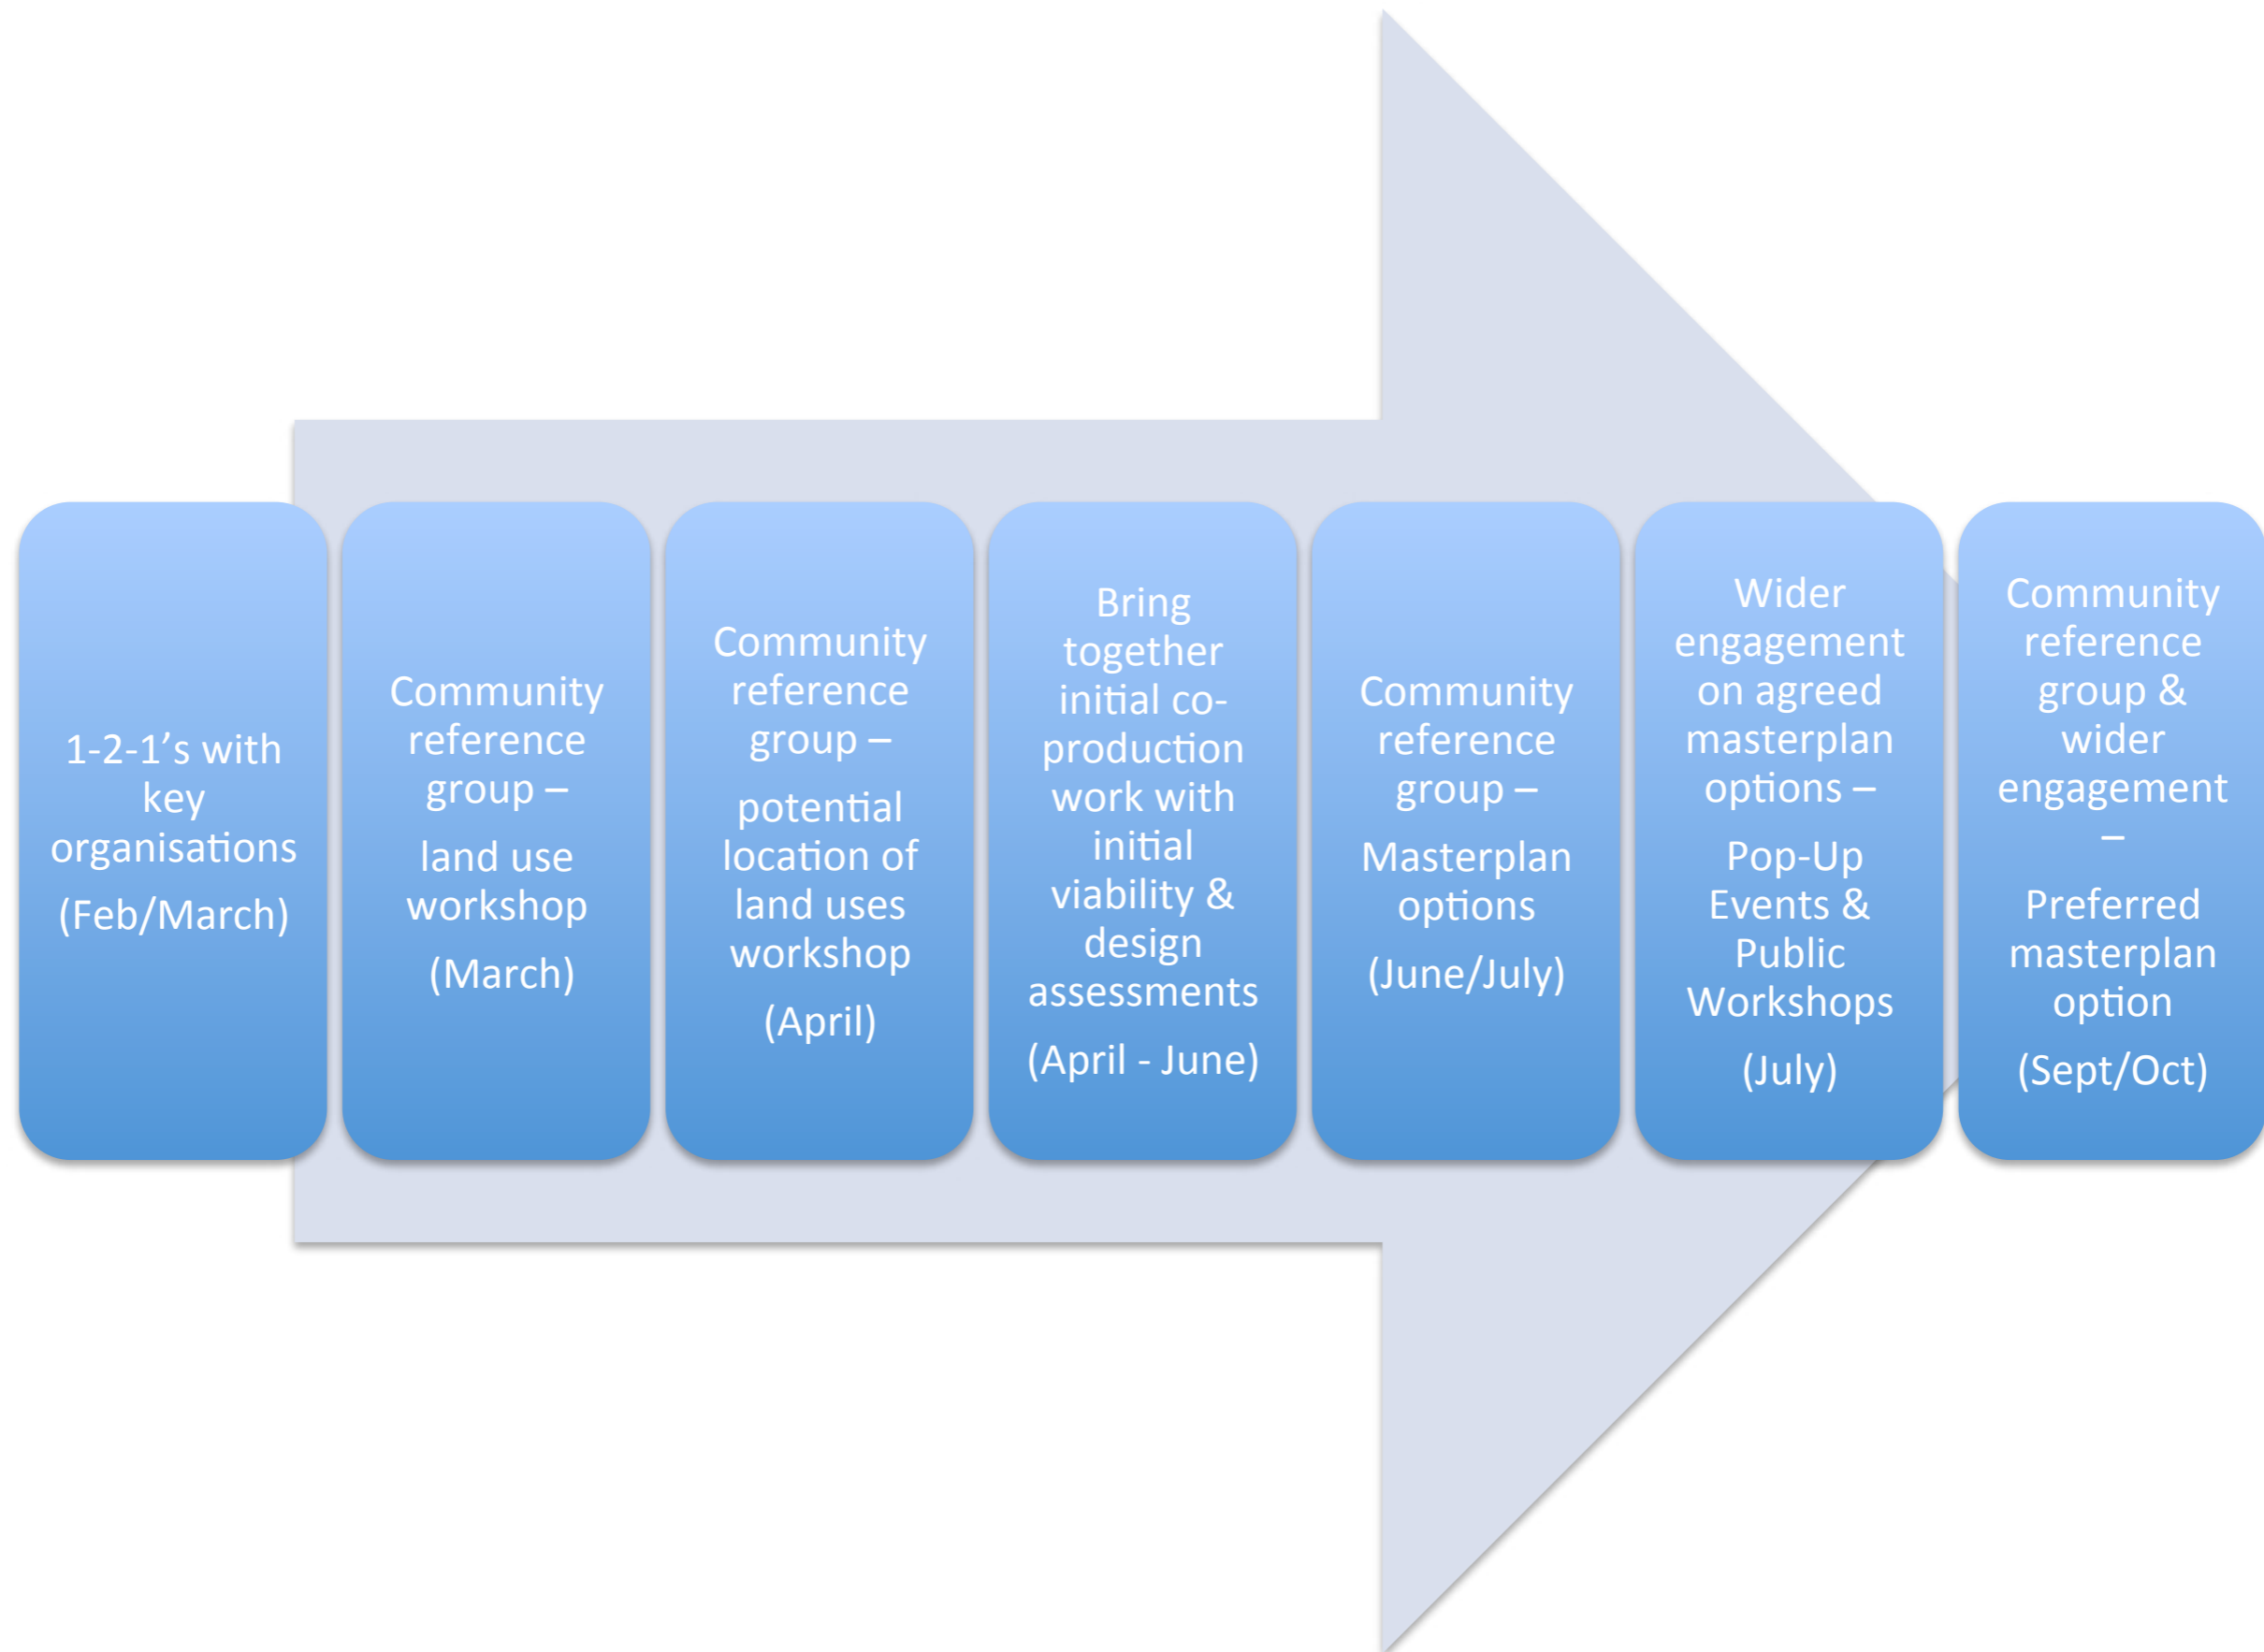 1-2-1’s with
key
organisations
(Feb/March)
Community
reference
group –
land use
workshop
(March)
Community
reference
group –
potential
location of
land uses
workshop
(April)
Bring
together
initial co-
production
work with
initial
viability &
design
assessments
(April - June)
Community
reference
group –
Masterplan
options
(June/July)
Wider
engagement
on agreed
masterplan
options –
Pop-Up
Events &
Public
Workshops
(July)
Community
reference
group &
wider
engagement
–
Preferred
masterplan
option
(Sept/Oct)